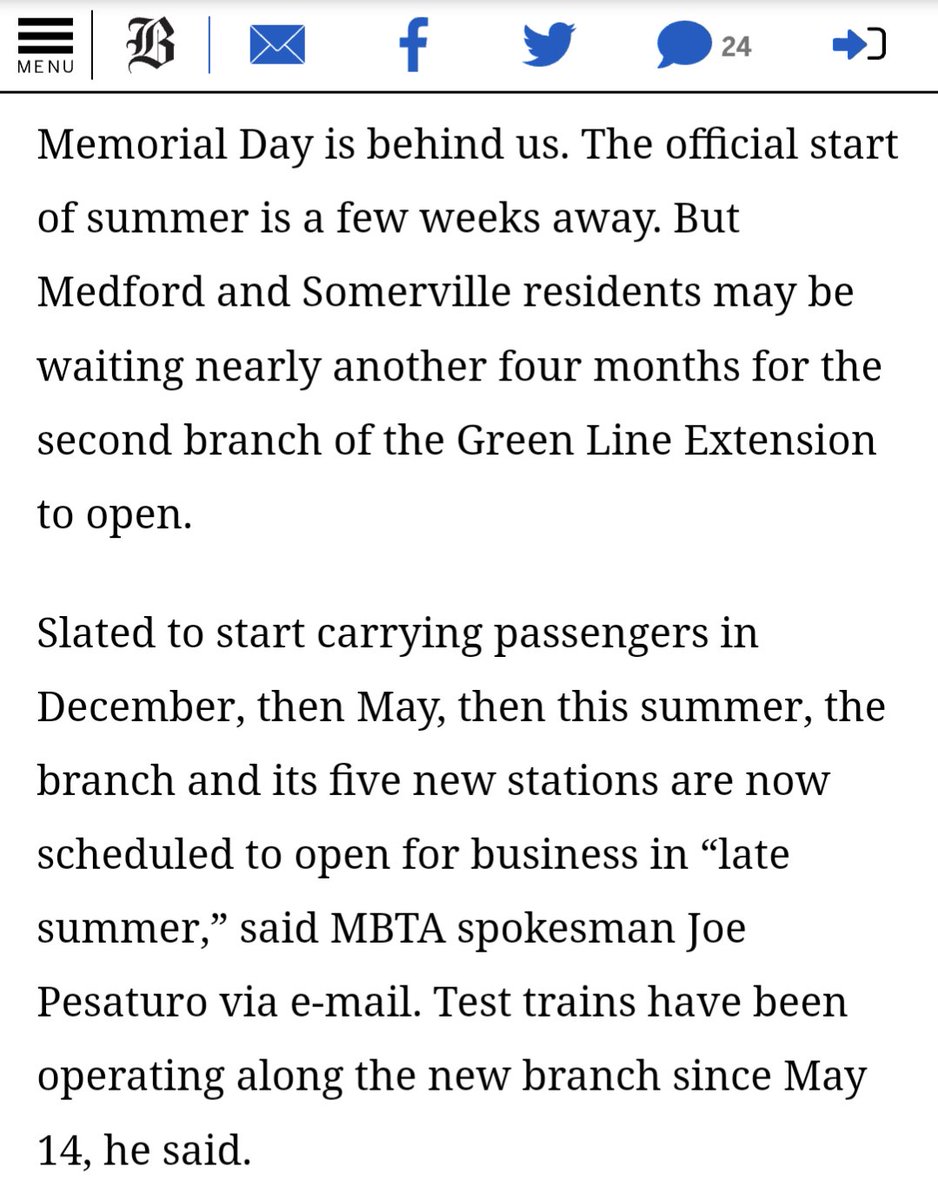 MENU B 24
Memorial Day is behind us. The official start
of summer is a few weeks away. But
Medford and Somerville residents may be
waiting nearly another four months for the
second branch of the Green Line Extension
to open.
Slated to start carrying passengers in
December, then May, then this summer, the
branch and its five new stations are now
scheduled to open for business in “late
summer,” said MBTA spokesman Joe
Pesaturo via e-mail. Test trains have been
operating along the new branch since May
14, he said.